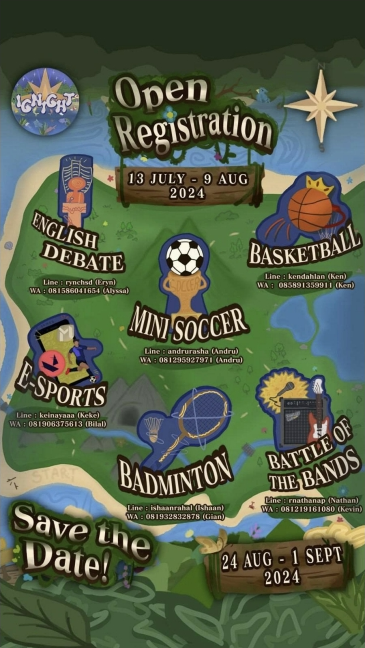 IGNIGHT
Open
Registration
13 JULY - 9 AUG
2024
ENGLISH
DEBATE
Line : rynchsd (Eryn)
WA : 081586041654 (Alyssa)
BASKETBALL
Line : kendahlan (Ken)
WA : 085891359911 (Ken)
MINI SOCCER
Line : andrurasha (Andru)
WA : 081295927971 (Andru)
E-SPORTS
Line : keinayaaa (Keke)
WA : 081906375613 (Bilal)
BADMINTON
Line : ishaanrahal (Ishaan)
WA : 081932832878 (Gian)
BATTLE OF
THE BANDS
Line : rnathanap (Nathan)
WA : 081219161080 (Kevin)
START
Save the
Date!
24 AUG - 1 SEPT
2024